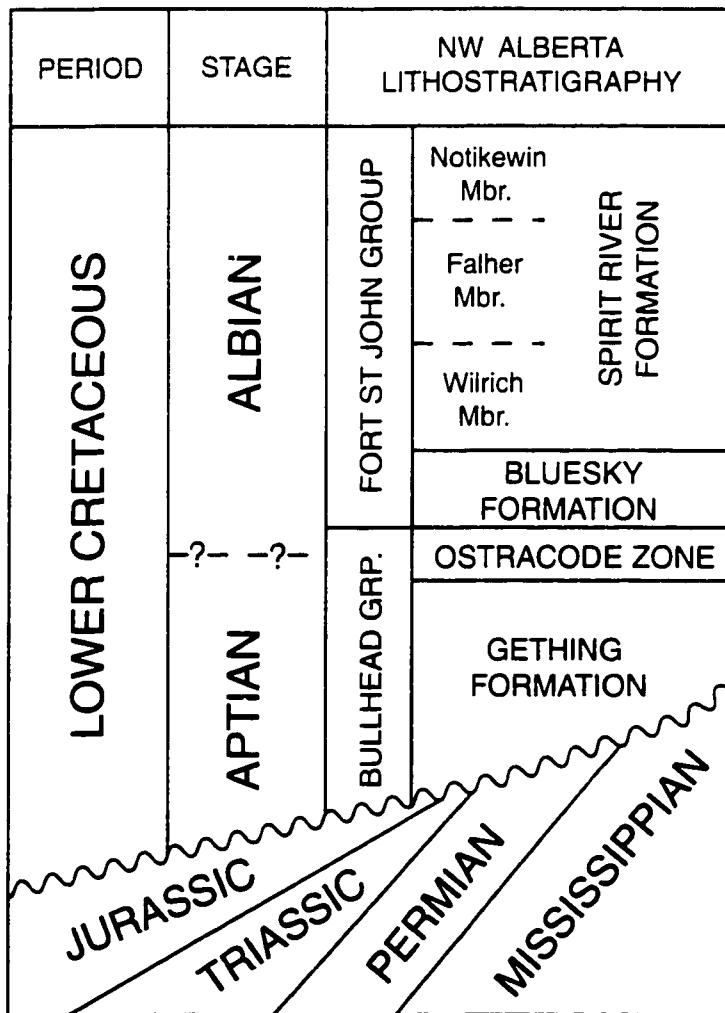 PERIOD
STAGE
NW ALBERTA
LITHOSTRATIGRAPHY
LOWER CRETACEOUS
ALBIAN
-?- -?-
APTIAN
FORT ST JOHN GROUP
BULLHEAD GRP.
Notikewin
Mbr.
Falher
Mbr.
Wilrich
Mbr.
SPIRIT RIVER
FORMATION
BLUESKY
FORMATION
OSTRACODE ZONE
GETHING
FORMATION
JURASSIC
TRIASSIC
PERMIAN
MISSISSIPPIAN